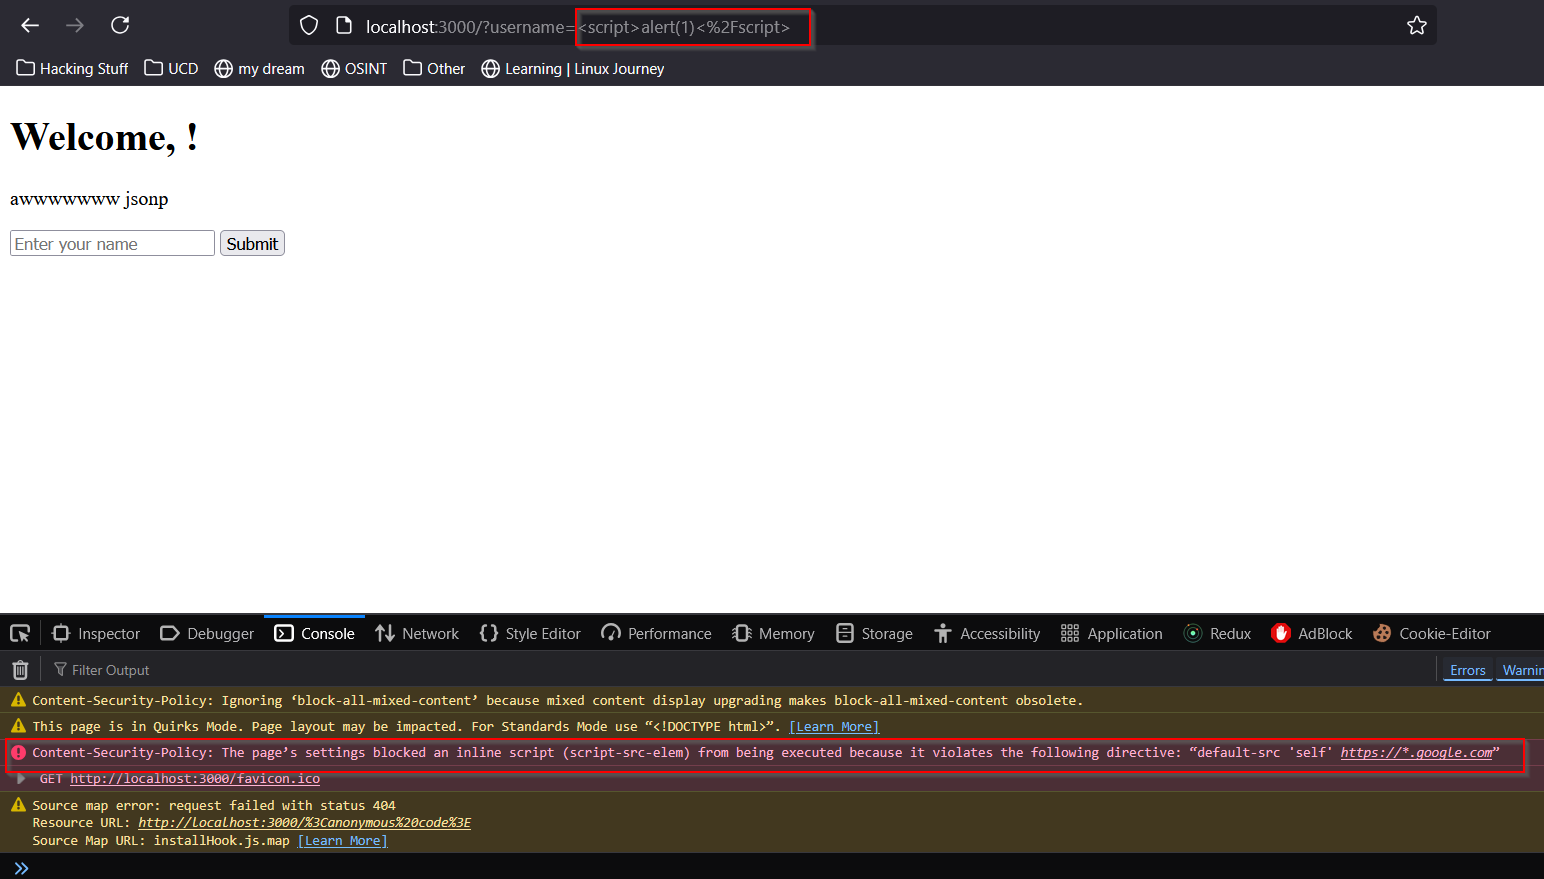 localhost:3000/?username=<script>alert(1)<%2Fscript>
Hacking Stuff UCD my dream OSINT Other Learning | Linux Journey
Welcome, !
awwwwwww jsonp
Enter your name Submit
Inspector Debugger Console Network Style Editor Performance Memory Storage Accessibility Application Redux AdBlock Cookie-Editor
Filter Output Errors Warnin
Content-Security-Policy: Ignoring ‘block-all-mixed-content’ because mixed content display upgrading makes block-all-mixed-content obsolete.
This page is in Quirks Mode. Page layout may be impacted. For Standards Mode use “<!DOCTYPE html>”. [Learn More]
Content-Security-Policy: The page’s settings blocked an inline script (script-src-elem) from being executed because it violates the following directive: “default-src 'self' https://*.google.com”
GET http://localhost:3000/favicon.ico
Source map error: request failed with status 404
Resource URL: http://localhost:3000/%3Canonymous%20code%3E
Source Map URL: installHook.js.map [Learn More]